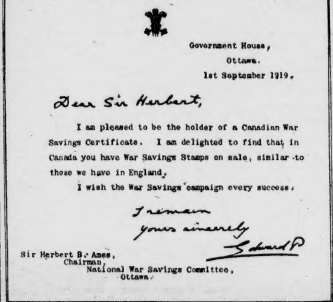 Government House,
Ottawa.
1st September 1919.
Dear Sir Herbert,
I am pleased to be the holder of a Canadian War
Savings Certificate. I am delighted to find that in
Canada you have War Savings Stamps on sale, similar to
those we have in England.
I wish the War Savings campaign every success.
I remain
yours sincerely
Edward P
Sir Herbert B. Ames,
Chairman,
National War Savings Committee,
Ottawa.